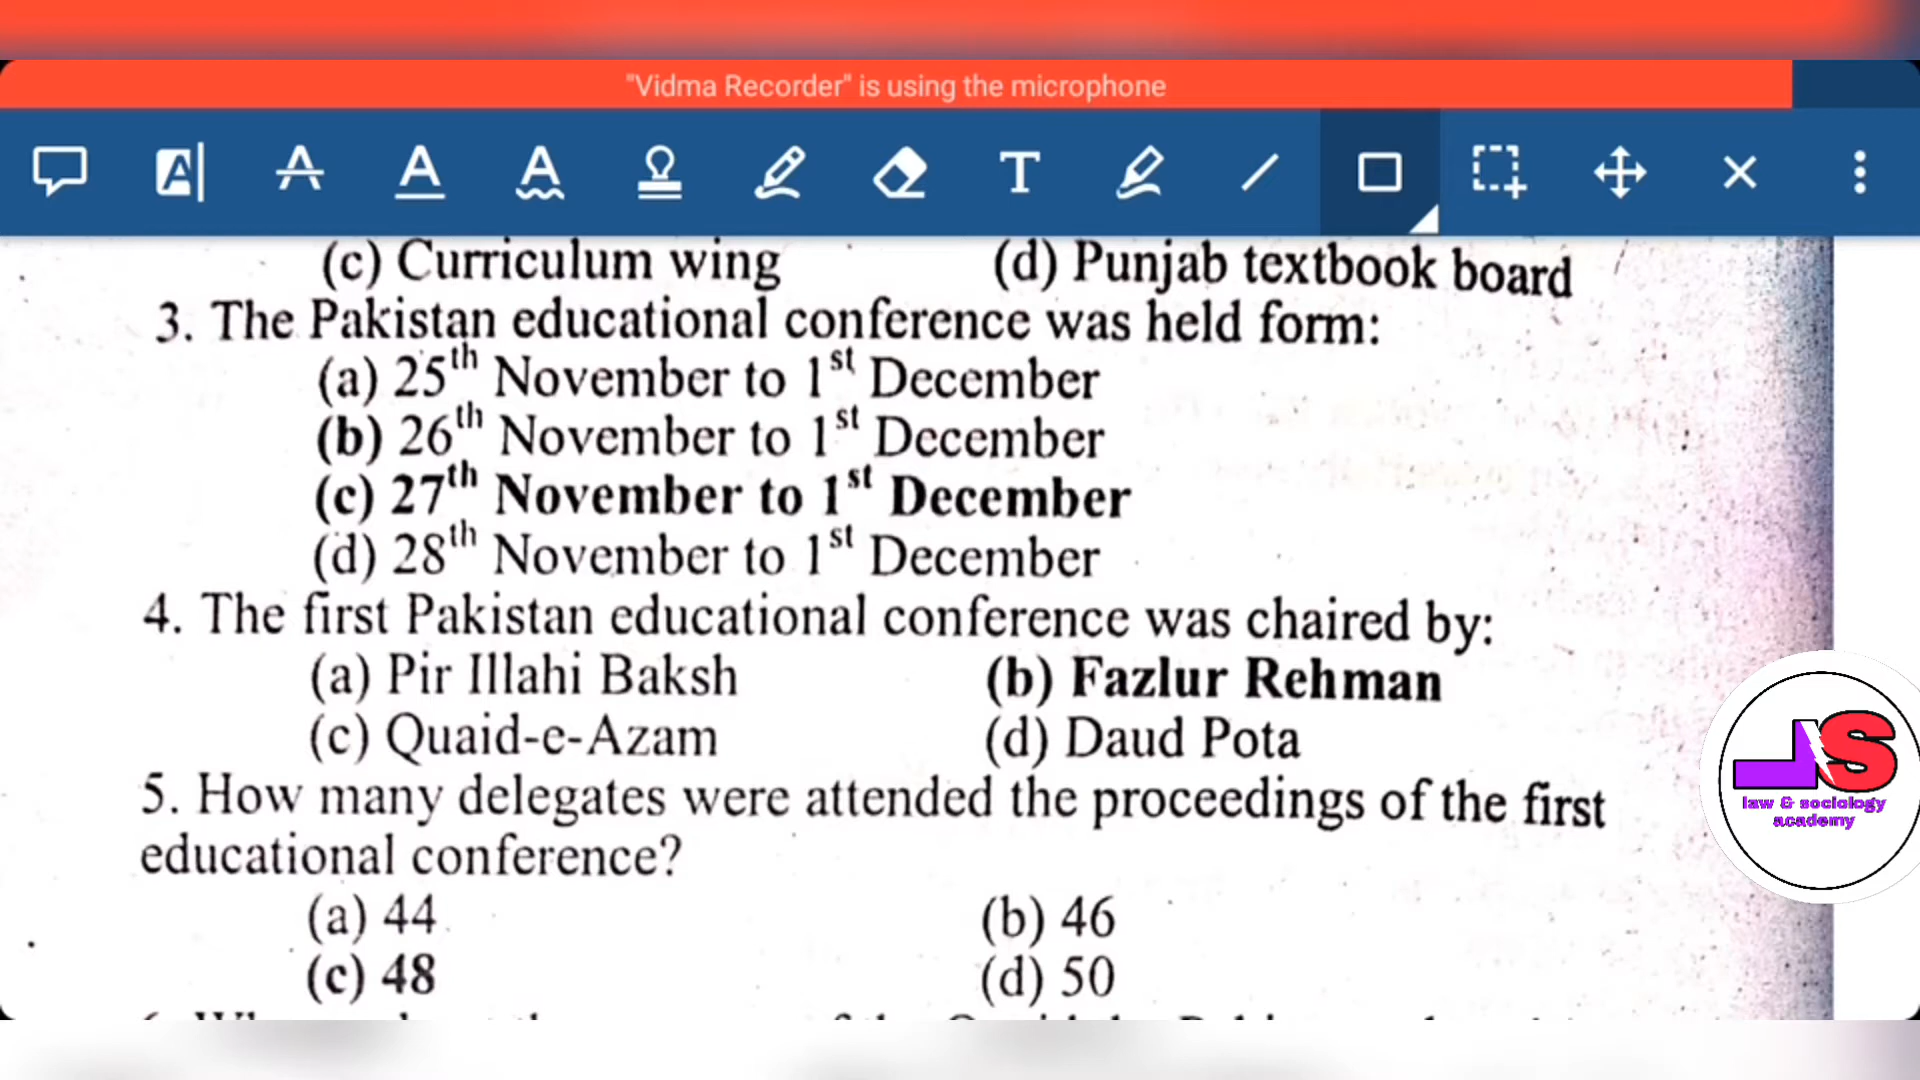 "Vidma Recorder" is using the microphone
(c) Curriculum wing (d) Punjab textbook board
3. The Pakistan educational conference was held form:
(a) 25th November to 1st December
(b) 26th November to 1st December
(c) 27th November to 1st December
(d) 28th November to 1st December
4. The first Pakistan educational conference was chaired by:
(a) Pir Illahi Baksh (b) Fazlur Rehman
(c) Quaid-e-Azam (d) Daud Pota
5. How many delegates were attended the proceedings of the first
educational conference?
(a) 44 (b) 46
(c) 48 (d) 50
LS
law & sociology
academy